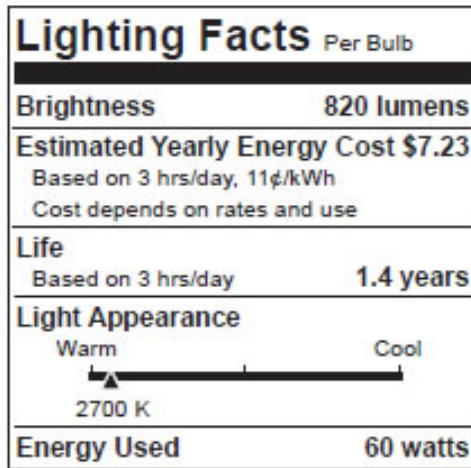 Lighting Facts Per Bulb
Brightness 820 lumens
Estimated Yearly Energy Cost $7.23
Based on 3 hrs/day, 11¢/kWh
Cost depends on rates and use
Life
Based on 3 hrs/day 1.4 years
Light Appearance
Warm Cool
2700 K
Energy Used 60 watts